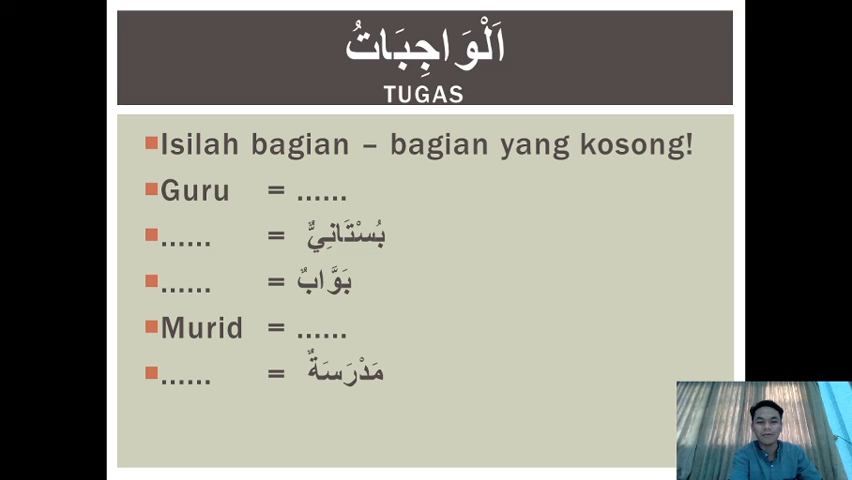 اَلْوَاجِبَاتُ
TUGAS
Isilah bagian – bagian yang kosong!
Guru = ......
...... = بُسْتَانِيٌّ
...... = بَوَّابٌ
Murid = ......
...... = مَدْرَسَةٌ